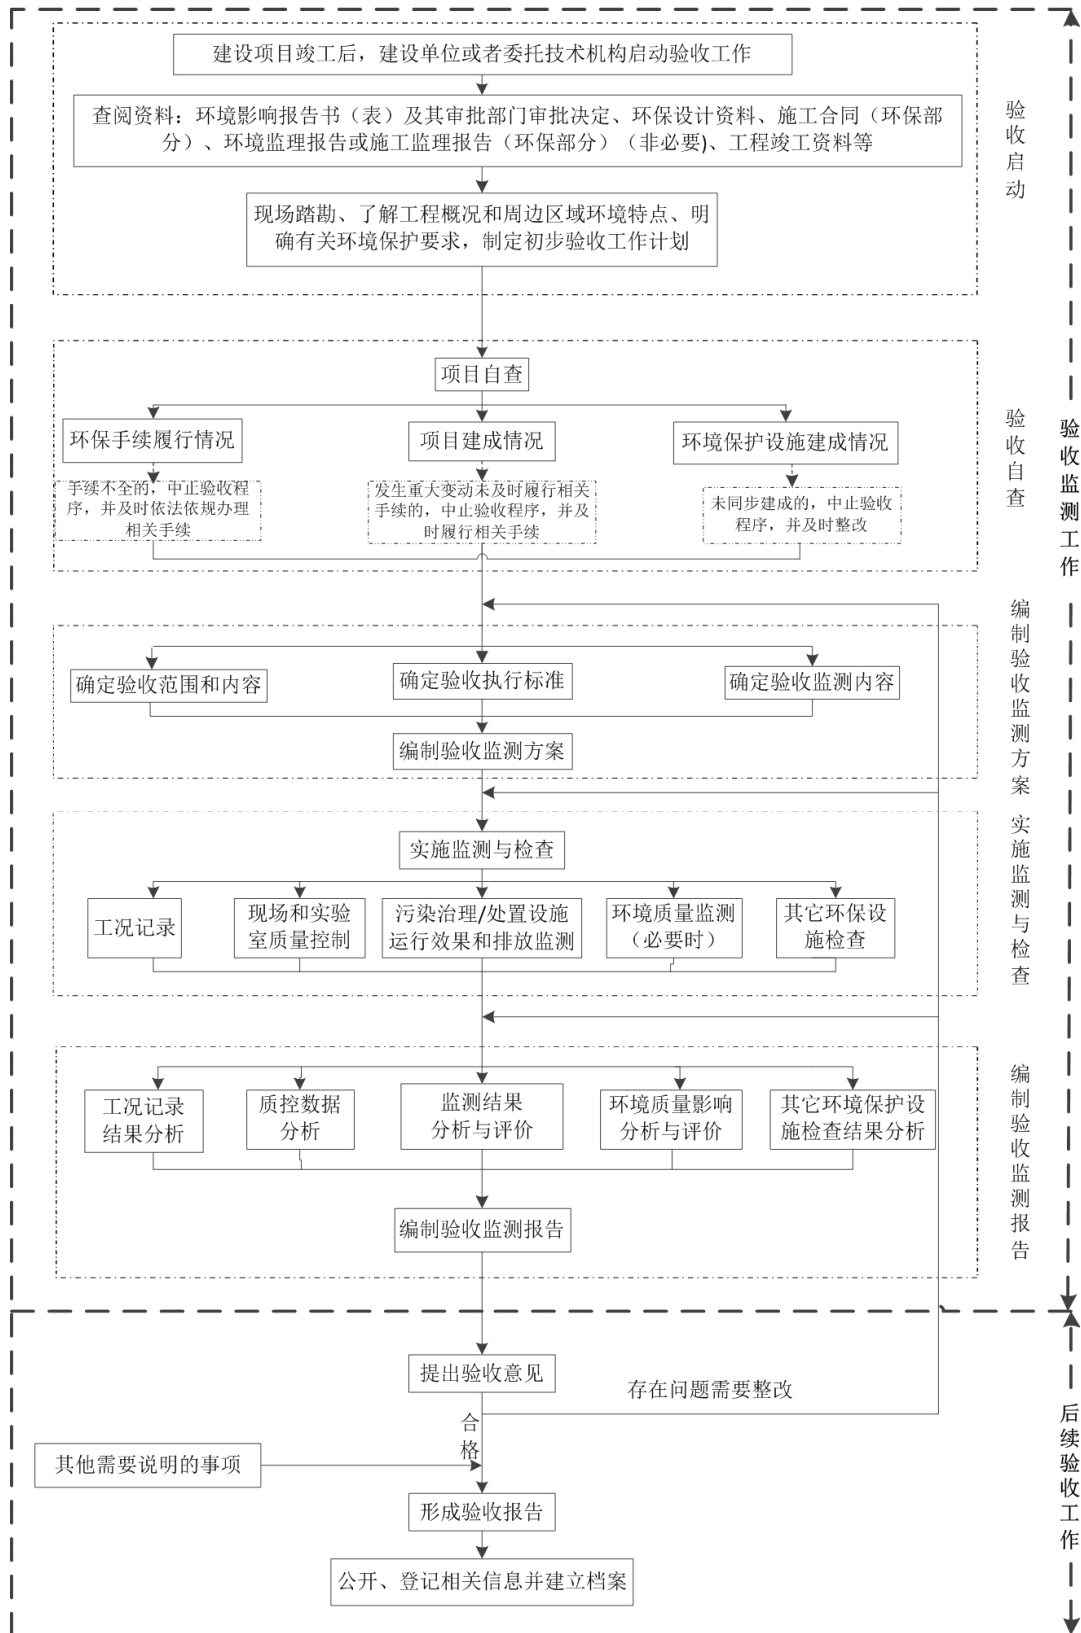 建设项目竣工后，建设单位或者委托技术机构启动验收工作
查阅资料：环境影响报告书（表）及其审批部门审批决定、环保设计资料、施工合同（环保部
分）、环境监理报告或施工监理报告（环保部分）（非必要)、工程竣工资料等
现场踏勘、了解工程概况和周边区域环境特点、明
确有关环境保护要求，制定初步验收工作计划
验收启动
项目自查
环保手续履行情况
项目建成情况
环境保护设施建成情况
手续不全的，中止验收程
序，并及时依法依规办理
相关手续
发生重大变动未及时履行相关
手续的，中止验收程序，并及
时履行相关手续
未同步建成的，中止验收
程序，并及时整改
验收自查
验收监测工作
确定验收范围和内容
确定验收执行标准
确定验收监测内容
编制验收监测方案
编制验收监测方案
实施监测与检查
工况记录
现场和实验
室质量控制
污染治理/处置设施
运行效果和排放监测
环境质量监测
（必要时）
其它环保设
施检查
实施监测与检查
工况记录
结果分析
质控数据
分析
监测结果
分析与评价
环境质量影响
分析与评价
其它环境保护设
施检查结果分析
编制验收监测报告
编制验收监测报告
提出验收意见
存在问题需要整改
合格
其他需要说明的事项
形成验收报告
公开、登记相关信息并建立档案
后续验收工作